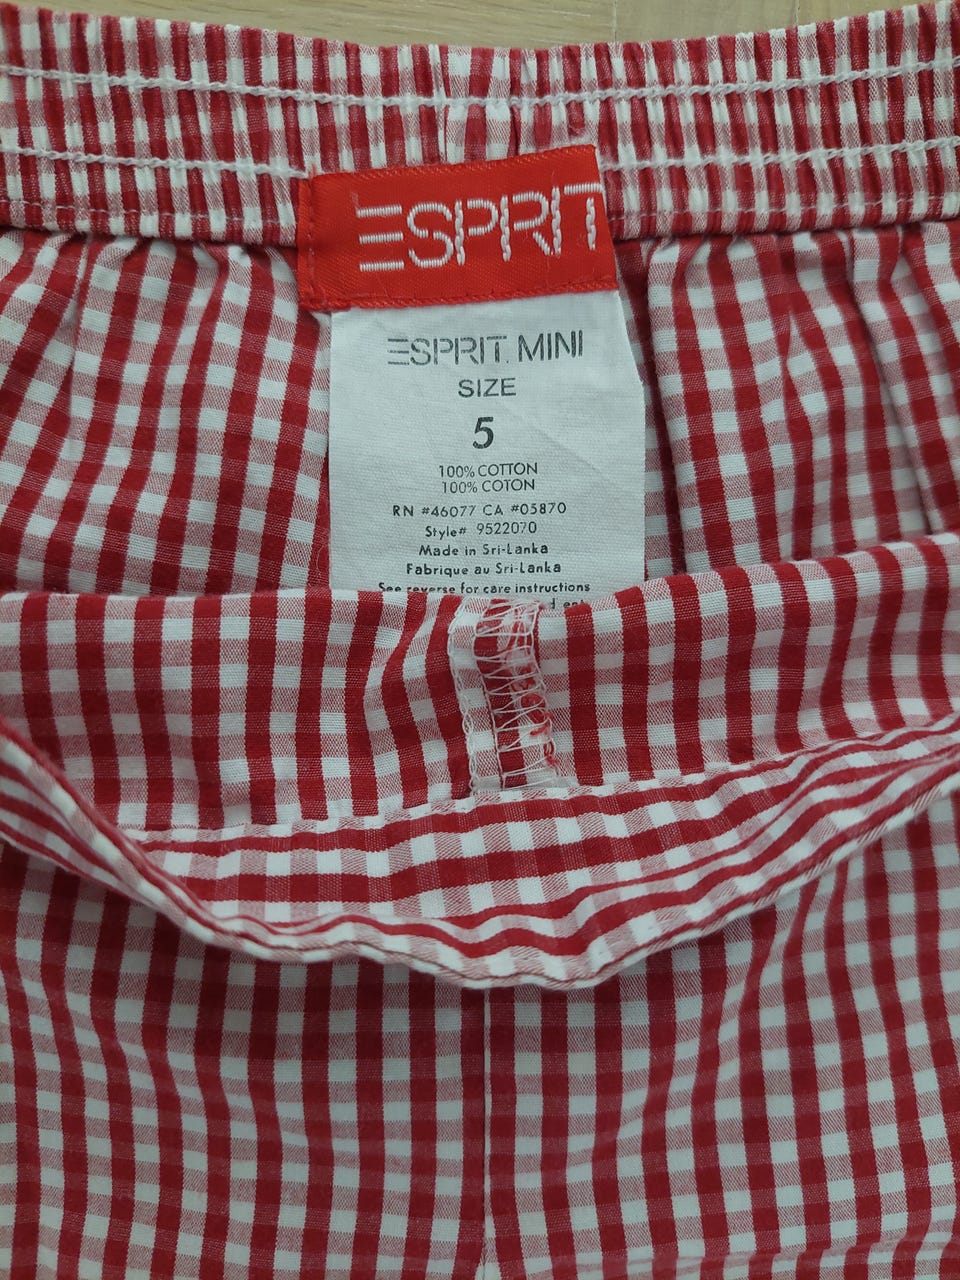 ESPRIT
ESPRIT. MINI
SIZE
5
100% COTTON
100% COTON
RN #46077 CA #05870
Style# 9522070
Made in Sri-Lanka
Fabrique au Sri-Lanka
See reverse for care instructions